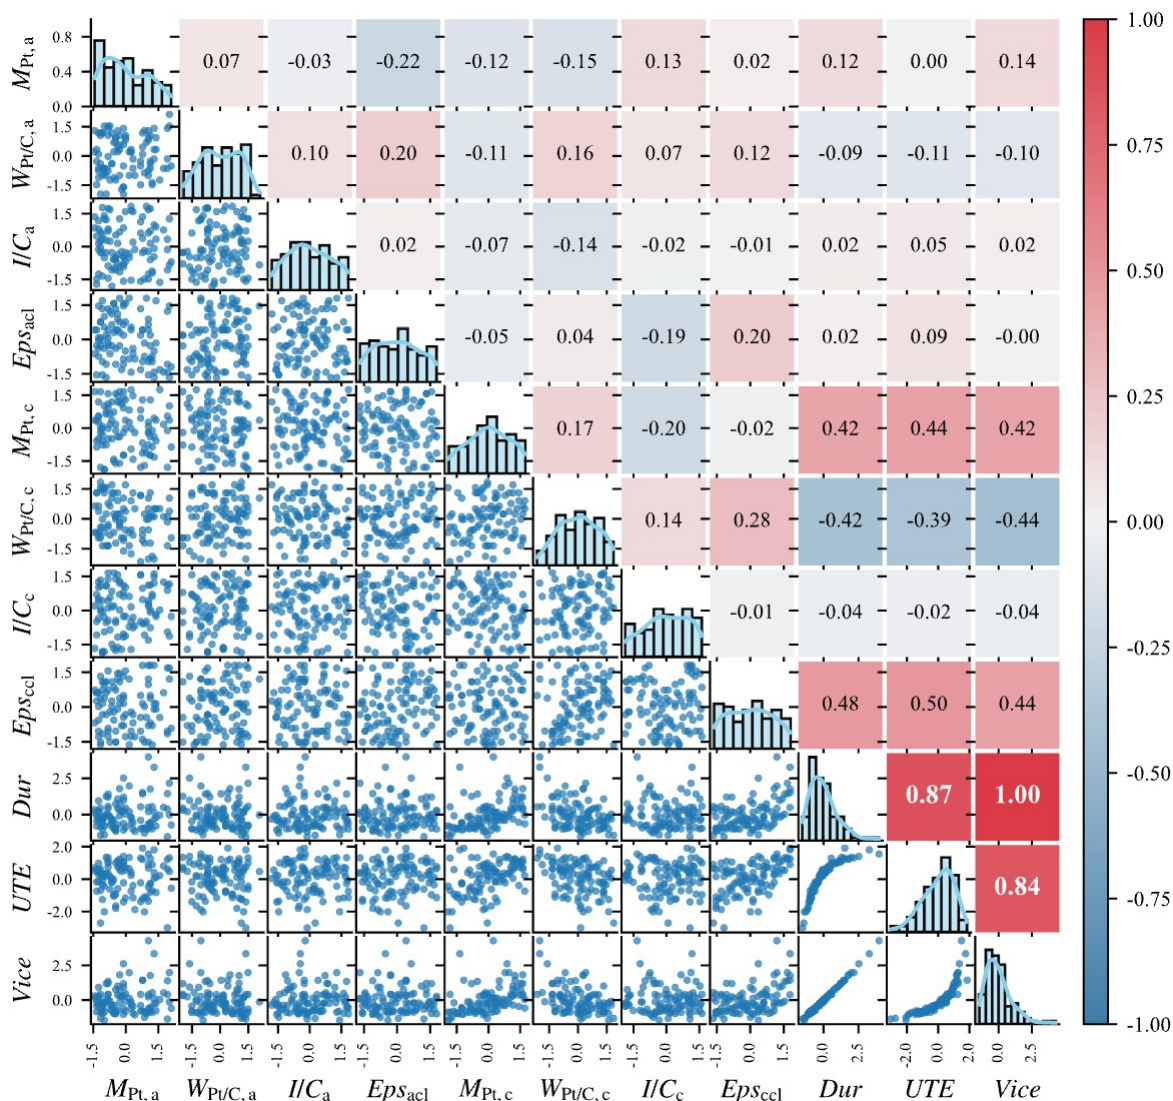 M_Pt,a 0.8 0.4 0.0 0.07 -0.03 -0.22 -0.12 -0.15 0.13 0.02 0.12 0.00 0.14 1.00
W_Pt/C,a 1.5 0.0 -1.5 0.10 0.20 -0.11 0.16 0.07 0.12 -0.09 -0.11 -0.10 0.75
I/C_a 1.5 0.0 -1.5 0.02 -0.07 -0.14 -0.02 -0.01 0.02 0.05 0.02 0.50
Eps_acl 1.5 0.0 -1.5 -0.05 0.04 -0.19 0.20 0.02 0.09 -0.00
M_Pt,c 1.5 0.0 -1.5 0.17 -0.20 -0.02 0.42 0.44 0.42 0.25
W_Pt/C,c 1.5 0.0 -1.5 0.14 0.28 -0.42 -0.39 -0.44 0.00
I/C_c 1.5 0.0 -1.5 -0.01 -0.04 -0.02 -0.04 -0.25
Eps_ccl 1.5 0.0 -1.5 0.48 0.50 0.44
Dur 2.5 0.0 0.87 1.00 -0.50
UTE 2.0 0.0 -2.0 0.84 -0.75
Vice 2.5 0.0 -1.00
-1.5 0.0 1.5 -1.5 0.0 1.5 -1.5 0.0 1.5 -1.5 0.0 1.5 -1.5 0.0 1.5 -1.5 0.0 1.5 -1.5 0.0 1.5 -1.5 0.0 1.5 0.0 2.5 -2.0 0.0 2.0 0.0 2.5
M_Pt,a W_Pt/C,a I/C_a Eps_acl M_Pt,c W_Pt/C,c I/C_c Eps_ccl Dur UTE Vice